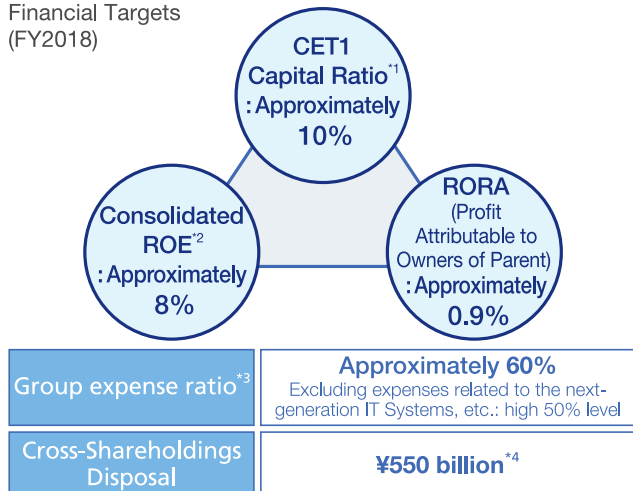 Financial Targets
(FY2018)
CET1
Capital Ratio*1
: Approximately
10%
Consolidated
ROE*2
: Approximately
8%
RORA
(Profit
Attributable to
Owners of Parent)
: Approximately
0.9%
Group expense ratio*3
Approximately 60%
Excluding expenses related to the next-
generation IT Systems, etc.: high 50% level
Cross-Shareholdings
Disposal
¥550 billion*4